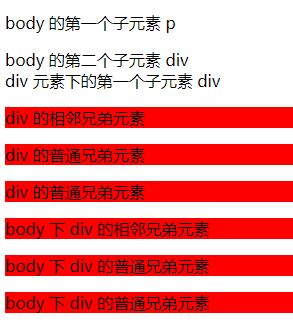 body 的第一个子元素 p
body 的第二个子元素 div
div 元素下的第一个子元素 div
div 的相邻兄弟元素
div 的普通兄弟元素
div 的普通兄弟元素
body 下 div 的相邻兄弟元素
body 下 div 的普通兄弟元素
body 下 div 的普通兄弟元素